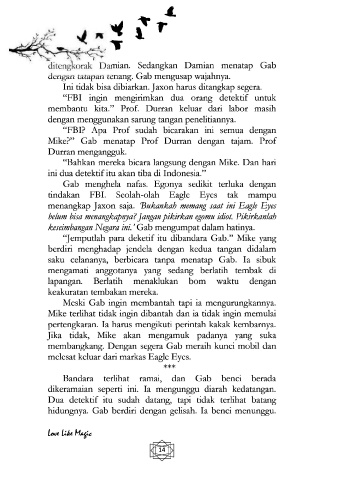 ditengkorak Damian. Sedangkan Damian menatap Gab
dengan tatapan tenang. Gab mengusap wajahnya.
Ini tidak bisa dibiarkan. Jaxon harus ditangkap segera.
“FBI ingin mengirimkan dua orang detektif untuk
membantu kita.” Prof. Durran keluar dari labor masih
dengan menggunakan sarung tangan penelitiannya.
“FBI? Apa Prof sudah bicarakan ini semua dengan
Mike?” Gab menatap Prof Durran dengan tajam. Prof
Durran mengangguk.
“Bahkan mereka bicara langsung dengan Mike. Dan hari
ini dua detektif itu akan tiba di Indonesia.”
Gab menghela nafas. Egonya sedikit terluka dengan
tindakan FBI. Seolah-olah Eagle Eyes tak mampu
menangkap Jaxon saja. ‘Bukankah memang saat ini Eagle Eyes
belum bisa menangkapnya? Jangan pikirkan egomu idiot. Pikirkanlah
keseimbangan Negara ini.’ Gab mengumpat dalam hatinya.
“Jemputlah para deketif itu dibandara Gab.” Mike yang
berdiri menghadap jendela dengan kedua tangan didalam
saku celananya, berbicara tanpa menatap Gab. Ia sibuk
mengamati anggotanya yang sedang berlatih tembak di
lapangan. Berlatih menaklukan bom waktu dengan
keakuratan tembakan mereka.
Meski Gab ingin membantah tapi ia mengurungkannya.
Mike terlihat tidak ingin dibantah dan ia tidak ingin memulai
pertengkaran. Ia harus mengikuti perintah kakak kembarnya.
Jika tidak, Mike akan mengamuk padanya yang suka
membangkang. Dengan segera Gab meraih kunci mobil dan
melesat keluar dari markas Eagle Eyes.
***
Bandara terlihat ramai, dan Gab benci berada
dikeramaian seperti ini. Ia mengunggu diarah kedatangan.
Dua detektif itu sudah datang, tapi tidak terlihat batang
hidungnya. Gab berdiri dengan gelisah. Ia benci menunggu.
Love Like Magic
14